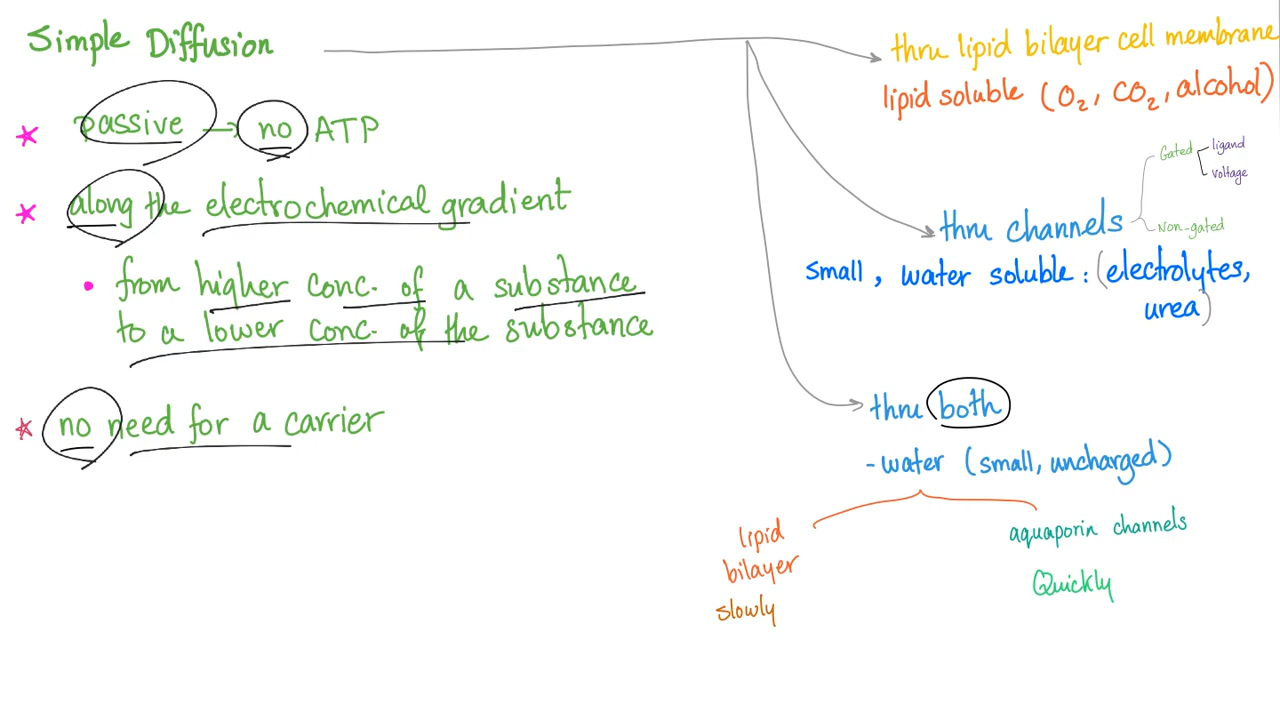 Simple Diffusion
* passive → no ATP
* along the electrochemical gradient
• from higher conc. of a substance
to a lower conc. of the substance
* no need for a carrier
thru lipid bilayer cell membrane
lipid soluble (O₂, CO₂, alcohol)
Gated
ligand
voltage
thru channels
Non-gated
small, water soluble: (electrolytes,
urea)
thru both
- water (small, uncharged)
lipid
bilayer
slowly
aquaporin channels
Quickly